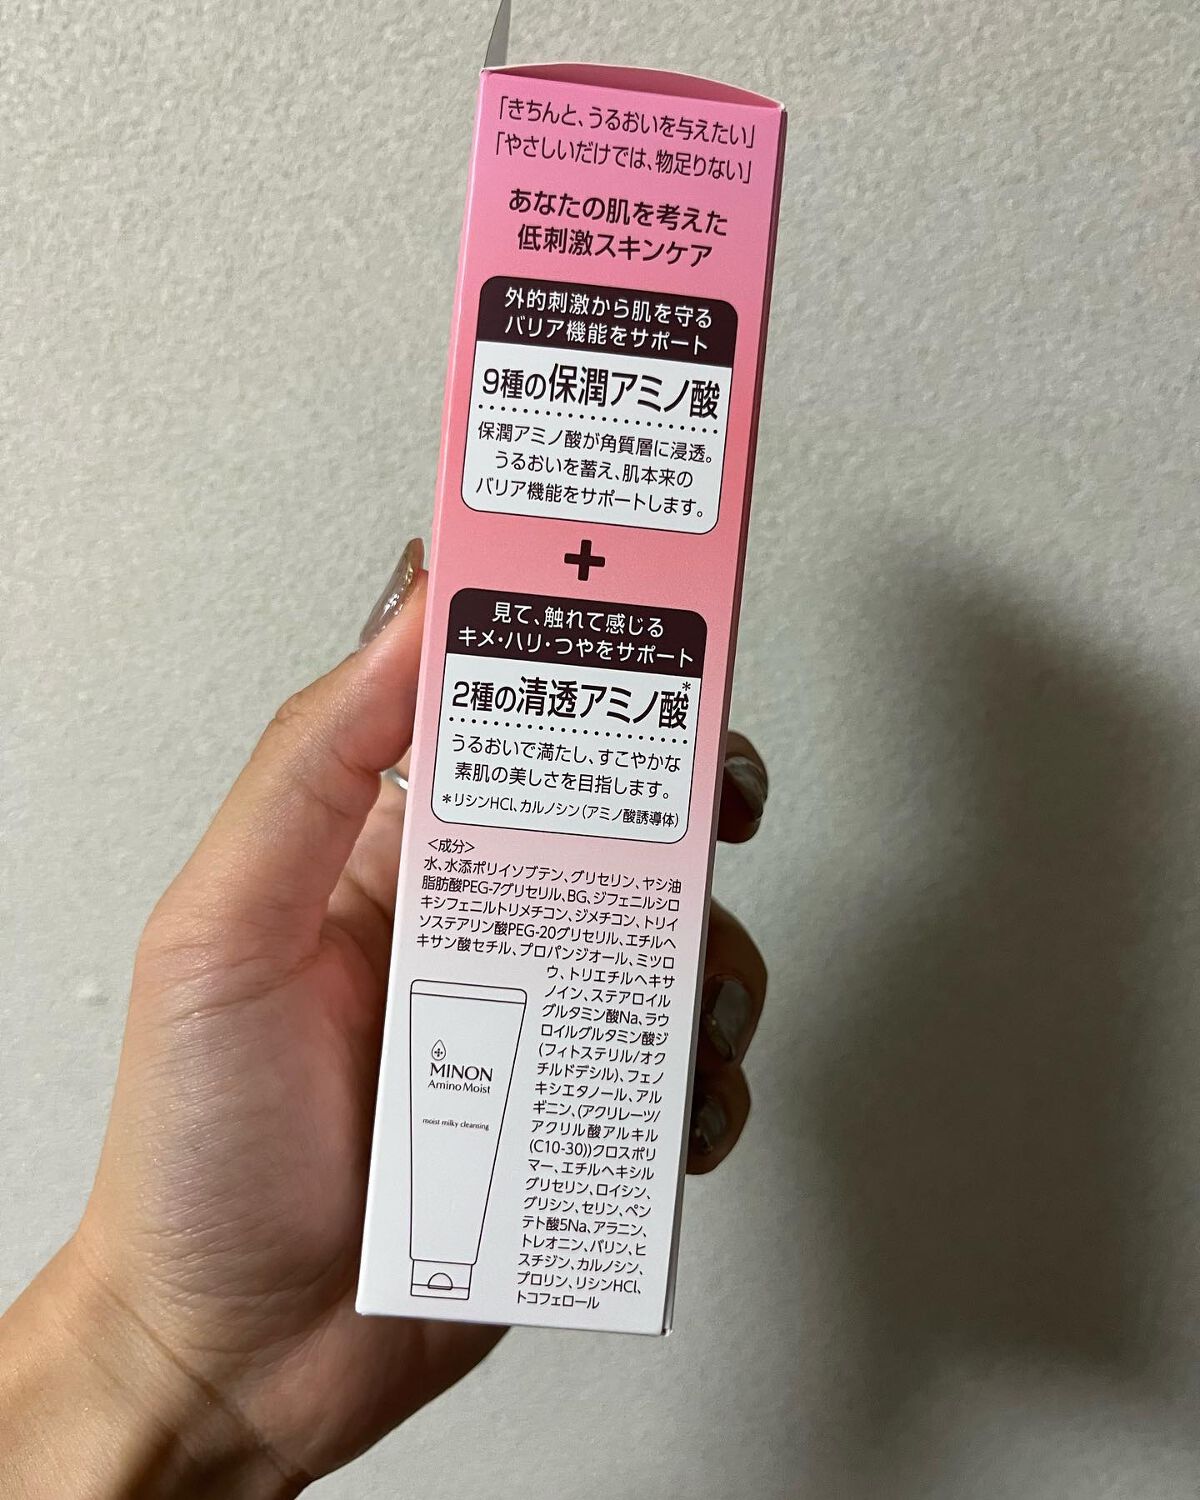 「きちんと、うるおいを与えたい」
「やさしいだけでは、物足りない」
あなたの肌を考えた
低刺激スキンケア
外的刺激から肌を守る
バリア機能をサポート
9種の保潤アミノ酸
保潤アミノ酸が角質層に浸透。
うるおいを蓄え、肌本来の
バリア機能をサポートします。
+
見て、触れて感じる
キメ・ハリ・つやをサポート
2種の清透アミノ酸*
うるおいで満たし、すこやかな
素肌の美しさを目指します。
*リシンHCl、カルノシン(アミノ酸誘導体)
<成分>
水、水添ポリイソブテン、グリセリン、ヤシ油
脂肪酸PEG-7グリセリル、BG、ジフェニルシロ
キシフェニルトリメチコン、ジメチコン、トリイ
ソステアリン酸PEG-20グリセリル、エチルヘ
キサン酸セチル、プロパンジオール、ミツロ
ウ、トリエチルヘキサ
ノイン、ステアロイル
グルタミン酸Na、ラウ
ロイルグルタミン酸ジ
(フィトステリル/オク
チルドデシル)、フェノ
キシエタノール、アル
ギニン、(アクリレーツ/
アクリル酸アルキル
(C10-30))クロスポリ
マー、エチルヘキシル
グリセリン、ロイシン、
グリシン、セリン、ペン
テト酸5Na、アラニン、
トレオニン、バリン、ヒ
スチジン、カルノシン、
プロリン、リシンHCl、
トコフェロール
MINON
Amino Moist
moist milky cleansing